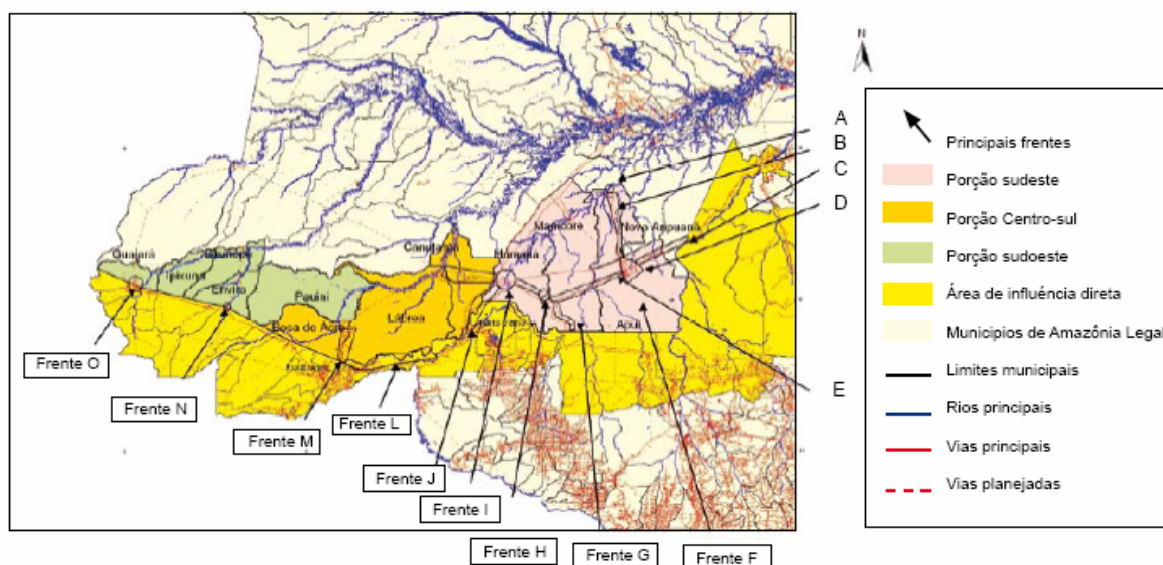 N
A
B
C
D
E
Principais frentes
Porção sudeste
Porção Centro-sul
Porção sudoeste
Área de influência direta
Municipios de Amazônia Legal
Limites municipais
Rios principais
Vias principais
Vias planejadas
Guajará
Ipixuna
Envira
Pauini
Boca do Acre
Lábrea
Canutama
Humaitá
Manicoré
Novo Aripuanã
Apuí
Frente O
Frente N
Frente M
Frente L
Frente J
Frente I
Frente H
Frente G
Frente F